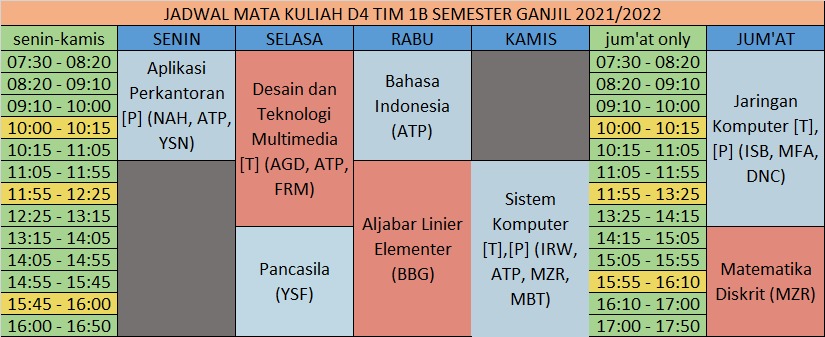 JADWAL MATA KULIAH D4 TIM 1B SEMESTER GANJIL 2021/2022
senin-kamis SENIN SELASA RABU KAMIS jum'at only JUM'AT
07:30 - 08:20
08:20 - 09:10
09:10 - 10:00
10:00 - 10:15
10:15 - 11:05
11:05 - 11:55
11:55 - 12:25
12:25 - 13:15
13:15 - 14:05
14:05 - 14:55
14:55 - 15:45
15:45 - 16:00
16:00 - 16:50
Aplikasi
Perkantoran
[P] (NAH, ATP,
YSN)
Desain dan
Teknologi
Multimedia
[T] (AGD, ATP,
FRM)
Pancasila
(YSF)
Bahasa
Indonesia
(ATP)
Aljabar Linier
Elementer
(BBG)
Sistem
Komputer
[T],[P] (IRW,
ATP, MZR,
MBT)
07:30 - 08:20
08:20 - 09:10
09:10 - 10:00
10:00 - 10:15
10:15 - 11:05
11:05 - 11:55
11:55 - 13:25
13:25 - 14:15
14:15 - 15:05
15:05 - 15:55
15:55 - 16:10
16:10 - 17:00
17:00 - 17:50
Jaringan
Komputer [T],
[P] (ISB, MFA,
DNC)
Matematika
Diskrit (MZR)